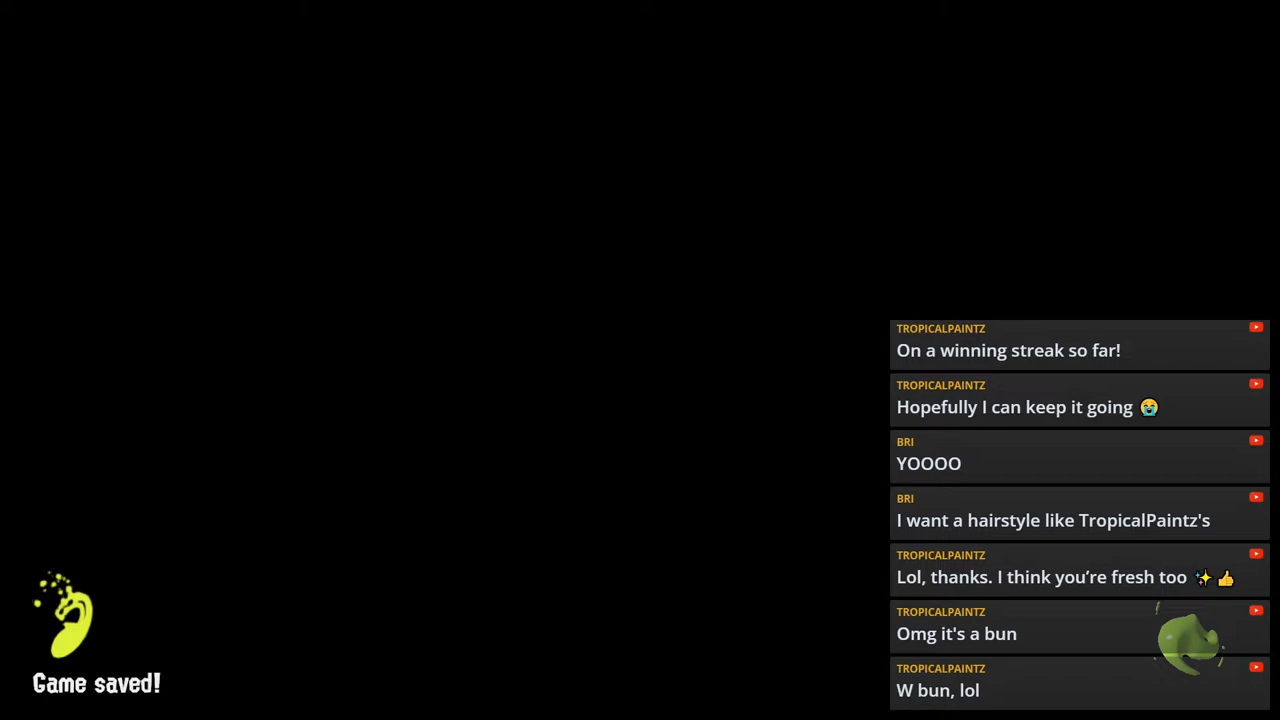 TROPICALPAINTZ
On a winning streak so far!
TROPICALPAINTZ
Hopefully I can keep it going 😭
BRI
YOOOO
BRI
I want a hairstyle like TropicalPaintz's
TROPICALPAINTZ
Lol, thanks. I think you’re fresh too ✨👍
TROPICALPAINTZ
Omg it's a bun
TROPICALPAINTZ
W bun, lol
Game saved!